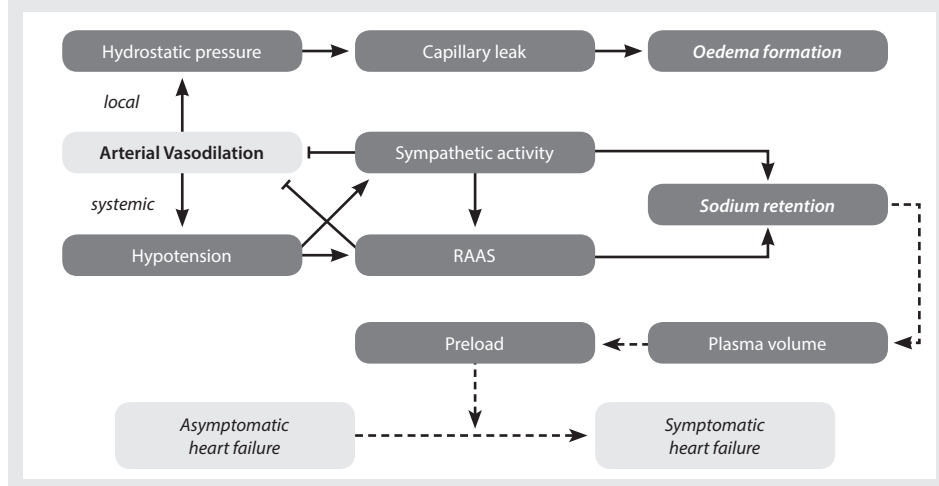 Hydrostatic pressure
Capillary leak
Oedema formation
local
Arterial Vasodilation
Sympathetic activity
systemic
Sodium retention
Hypotension
RAAS
Preload
Plasma volume
Asymptomatic
heart failure
Symptomatic
heart failure